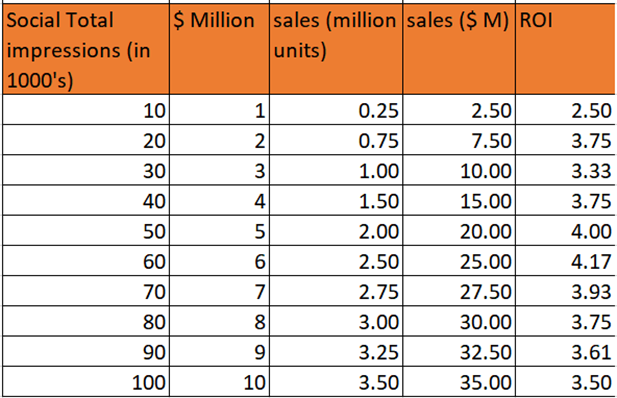 Social Total impressions (in 1000's) $ Million sales (million units) sales ($ M) ROI
10 1 0.25 2.50 2.50
20 2 0.75 7.50 3.75
30 3 1.00 10.00 3.33
40 4 1.50 15.00 3.75
50 5 2.00 20.00 4.00
60 6 2.50 25.00 4.17
70 7 2.75 27.50 3.93
80 8 3.00 30.00 3.75
90 9 3.25 32.50 3.61
100 10 3.50 35.00 3.50